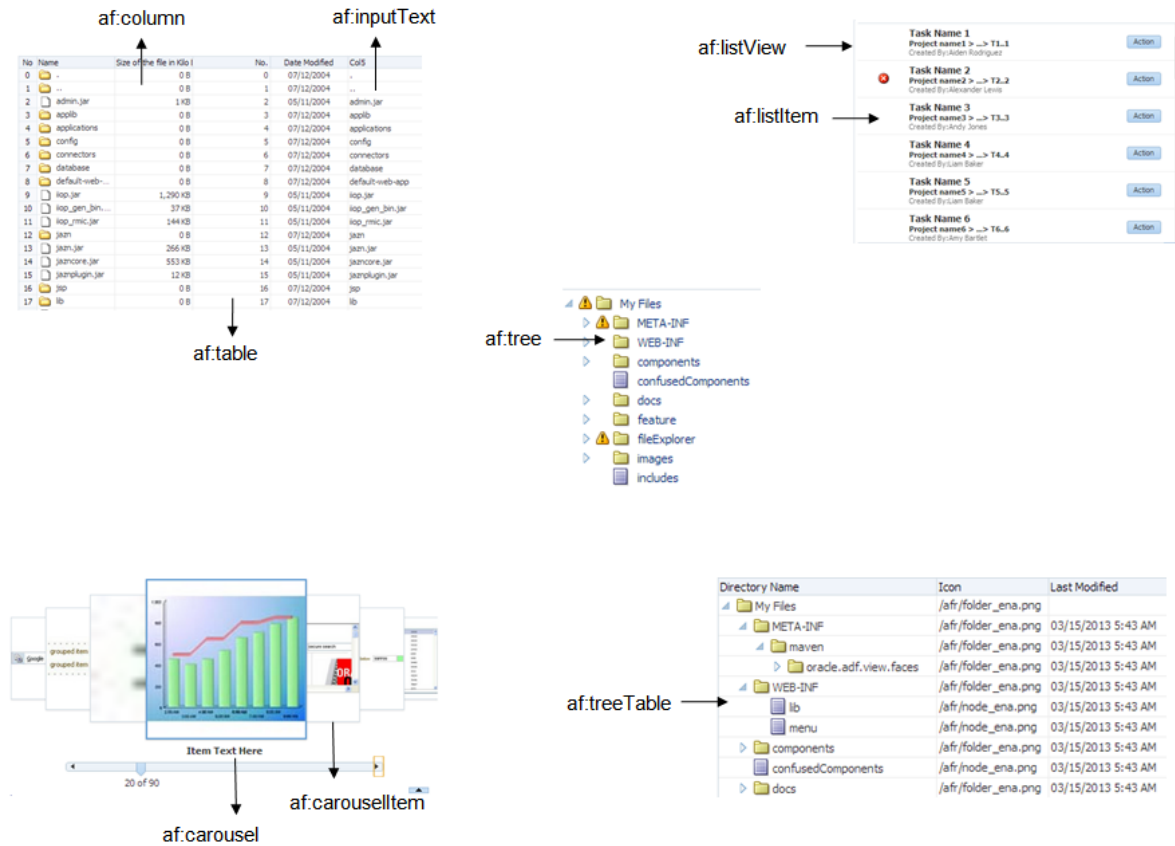 af:column
af:inputText
No Name Size of the file in Kilo No. Date Modified Col5
0 . 0 B 0 07/12/2004 .
1 .. 0 B 1 07/12/2004 ..
2 admin.jar 1 KB 2 05/11/2004 admin.jar
3 applib 0 B 3 07/12/2004 applib
4 applications 0 B 4 07/12/2004 applications
5 config 0 B 5 07/12/2004 config
6 connectors 0 B 6 07/12/2004 connectors
7 database 0 B 7 07/12/2004 database
8 default-web-... 0 B 8 07/12/2004 default-web-app
9 iiop.jar 1,290 KB 9 05/11/2004 iiop.jar
10 iiop_gen_bin.... 37 KB 10 05/11/2004 iiop_gen_bin.jar
11 iiop_rmic.jar 144 KB 11 05/11/2004 iiop_rmic.jar
12 jazn 0 B 12 07/12/2004 jazn
13 jazn.jar 266 KB 13 05/11/2004 jazn.jar
14 jazncore.jar 553 KB 14 05/11/2004 jazncore.jar
15 jaznplugin.jar 12 KB 15 05/11/2004 jaznplugin.jar
16 jsp 0 B 16 07/12/2004 jsp
17 lib 0 B 17 07/12/2004 lib
af:table
af:listView
af:listItem
Task Name 1
Project name1 > ...> T1..1
Created By:Aiden Rodriguez
Action
Task Name 2
Project name2 > ...> T2..2
Created By:Alexander Lewis
Action
Task Name 3
Project name3 > ...> T3..3
Created By:Andy Jones
Action
Task Name 4
Project name4 > ...> T4..4
Created By:Liam Baker
Action
Task Name 5
Project name5 > ...> T5..5
Created By:Liam Baker
Action
Task Name 6
Project name6 > ...> T6..6
Created By:Amy Bartlet
Action
af:tree
My Files
META-INF
WEB-INF
components
confusedComponents
docs
feature
fileExplorer
images
includes
Google
grouped item
grouped item
1 000
800
600
400
200
0
secure search
OR
Item Text Here
20 of 90
af:carouselItem
af:carousel
af:treeTable
Directory Name Icon Last Modified
My Files /afr/folder_ena.png
META-INF /afr/folder_ena.png 03/15/2013 5:43 AM
maven /afr/folder_ena.png 03/15/2013 5:43 AM
oracle.adf.view.faces /afr/folder_ena.png 03/15/2013 5:43 AM
WEB-INF /afr/folder_ena.png 03/15/2013 5:43 AM
lib /afr/node_ena.png 03/15/2013 5:43 AM
menu /afr/node_ena.png 03/15/2013 5:43 AM
components /afr/folder_ena.png 03/15/2013 5:43 AM
confusedComponents /afr/node_ena.png 03/15/2013 5:43 AM
docs /afr/folder_ena.png 03/15/2013 5:43 AM